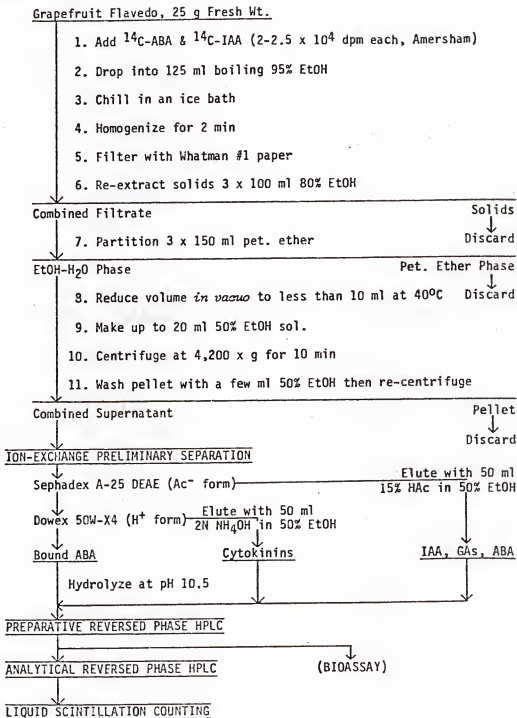 Grapefruit Flavedo, 25 g Fresh Wt.
1. Add 14C-ABA & 14C-IAA (2-2.5 x 10^4 dpm each, Amersham)
2. Drop into 125 ml boiling 95% EtOH
3. Chill in an ice bath
4. Homogenize for 2 min
5. Filter with Whatman #1 paper
6. Re-extract solids 3 x 100 ml 80% EtOH
Combined Filtrate Solids
7. Partition 3 x 150 ml pet. ether Discard
EtOH-H2O Phase Pet. Ether Phase
8. Reduce volume in vacuo to less than 10 ml at 40°C Discard
9. Make up to 20 ml 50% EtOH sol.
10. Centrifuge at 4,200 x g for 10 min
11. Wash pellet with a few ml 50% EtOH then re-centrifuge
Combined Supernatant Pellet
Discard
ION-EXCHANGE PRELIMINARY SEPARATION
Elute with 50 ml
Sephadex A-25 DEAE (Ac- form) 15% HAc in 50% EtOH
Elute with 50 ml
Dowex 50W-X4 (H+ form) 2N NH4OH in 50% EtOH
Bound ABA Cytokinins IAA, GAs, ABA
Hydrolyze at pH 10.5
PREPARATIVE REVERSED PHASE HPLC
ANALYTICAL REVERSED PHASE HPLC (BIOASSAY)
LIQUID SCINTILLATION COUNTING